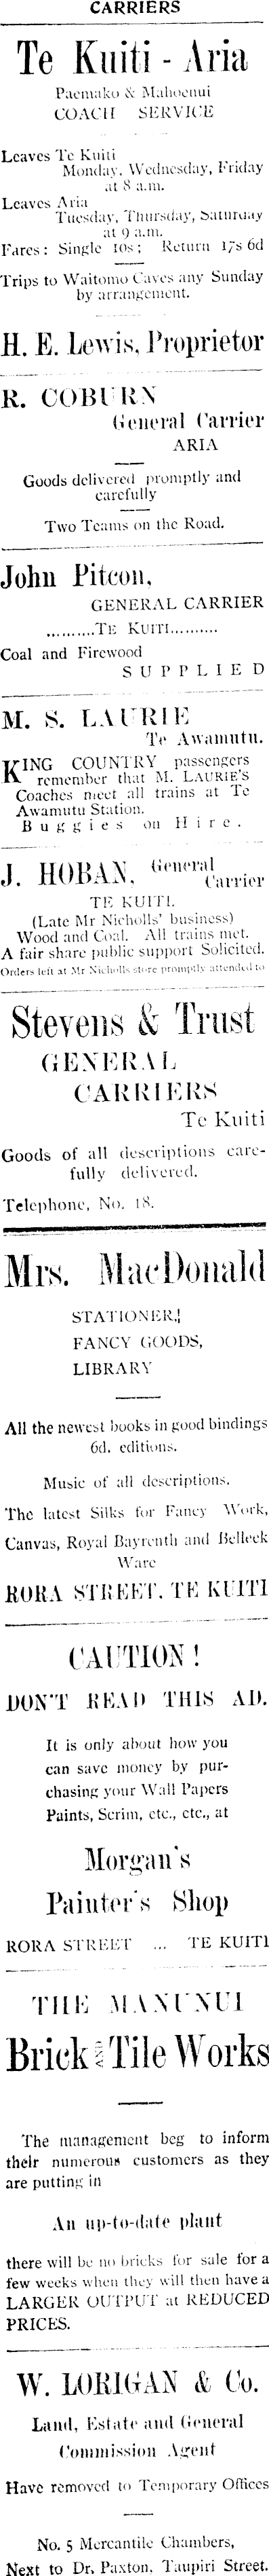 CARRIERS
Te Kuiti - Aria
Paemako & Mahoenui
COACH SERVICE
Leaves Te Kuiti
Monday, Wednesday, Friday
at 8 a.m.
Leaves Aria
Tuesday, Thursday, Saturday
at 9 a.m.
Fares: Single 10s; Return 17s 6d
Trips to Waitomo Caves any Sunday
by arrangement.
H. E. Lewis, Proprietor
R. COBURN
General Carrier
ARIA
Goods delivered promptly and
carefully
Two Teams on the Road.
John Pitcon,
GENERAL CARRIER
..........TE KUITI..........
Coal and Firewood
SUPPLIED
M. S. LAURIE
Te Awamutu.
KING COUNTRY passengers
remember that M. LAURIE'S
Coaches meet all trains at Te
Awamutu Station.
Buggies on Hire.
J. HOBAN, General
Carrier
TE KUITI.
(Late Mr Nicholls' business)
Wood and Coal. All trains met.
A fair share public support Solicited.
Orders left at Mr Nicholls store promptly attended to
Stevens & Trust
GENERAL
CARRIERS
Te Kuiti
Goods of all descriptions care-
fully delivered.
Telephone, No. 18.
Mrs. MacDonald
STATIONER,
FANCY GOODS,
LIBRARY
All the newest books in good bindings
6d. editions.
Music of all descriptions.
The latest Silks for Fancy Work,
Canvas, Royal Bayrenth and Belleek
Ware
RORA STREET, TE KUITI
CAUTION!
DON'T READ THIS AD.
It is only about how you
can save money by pur-
chasing your Wall Papers
Paints, Scrim, etc., etc., at
Morgan's
Painter's Shop
RORA STREET ... TE KUITI
THE MANUNUI
Brick and Tile Works
The management beg to inform
their numerous customers as they
are putting in
An up-to-date plant
there will be no bricks for sale for a
few weeks when they will then have a
LARGER OUTPUT at REDUCED
PRICES.
W. LORIGAN & Co.
Land, Estate and General
Commission Agent
Have removed to Temporary Offices
No. 5 Mercantile Chambers,
Next to Dr. Paxton, Taupiri Street.